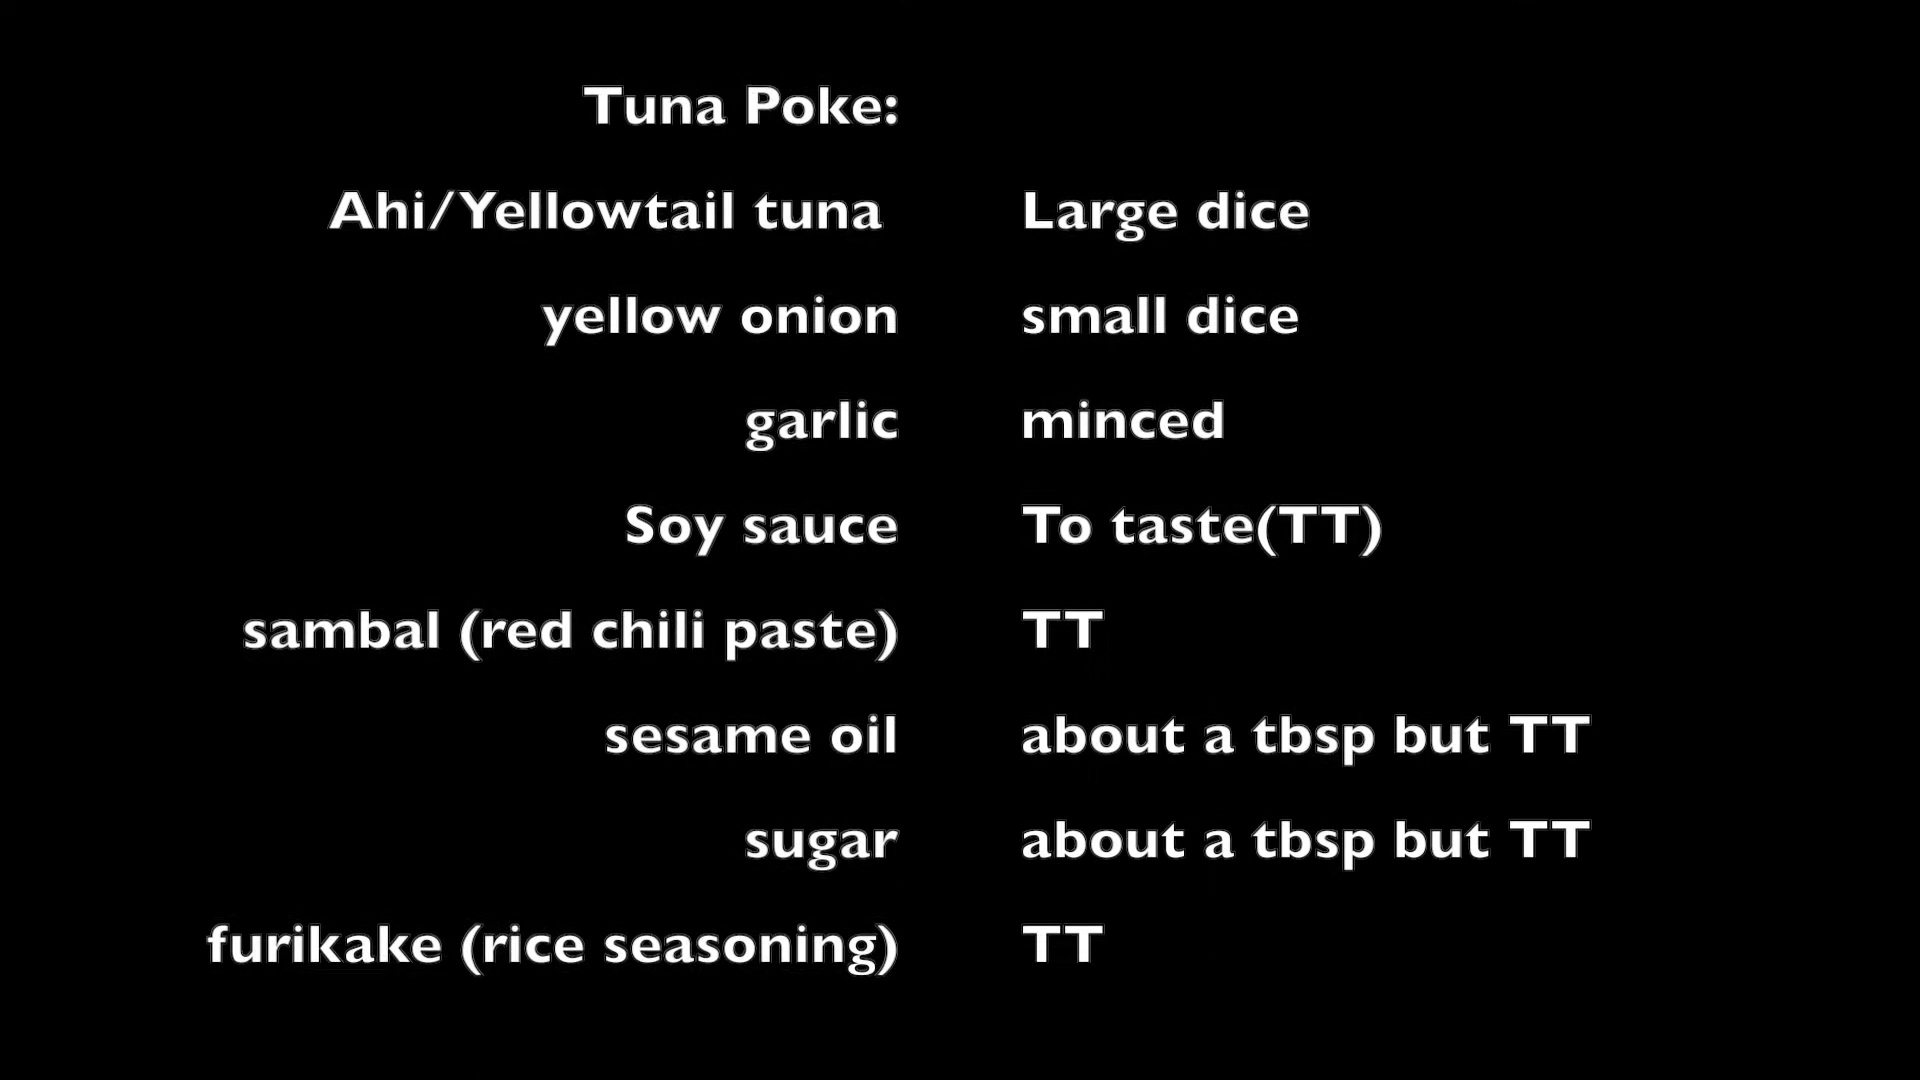 Tuna Poke:
Ahi/Yellowtail tuna Large dice
yellow onion small dice
garlic minced
Soy sauce To taste(TT)
sambal (red chili paste) TT
sesame oil about a tbsp but TT
sugar about a tbsp but TT
furikake (rice seasoning) TT